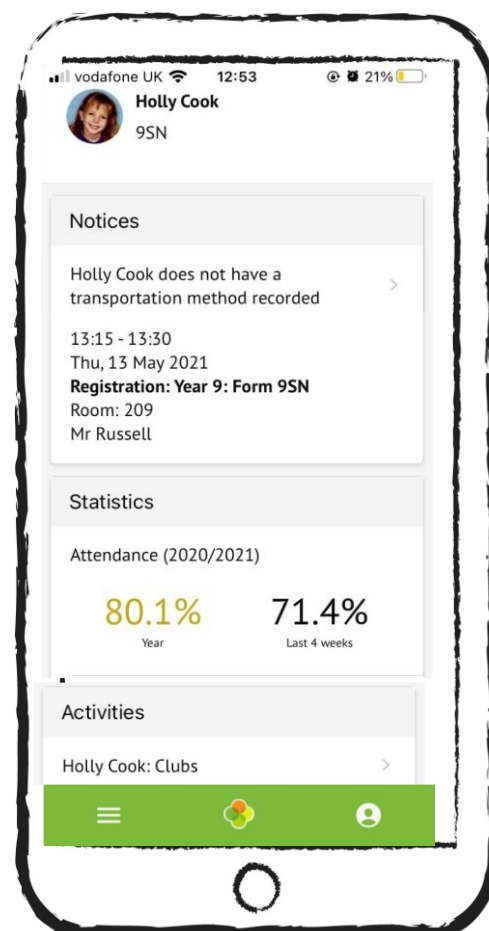 vodafone UK 12:53 21%
Holly Cook
9SN
Notices
Holly Cook does not have a
transportation method recorded
13:15 - 13:30
Thu, 13 May 2021
Registration: Year 9: Form 9SN
Room: 209
Mr Russell
Statistics
Attendance (2020/2021)
80.1% 71.4%
Year Last 4 weeks
Activities
Holly Cook: Clubs